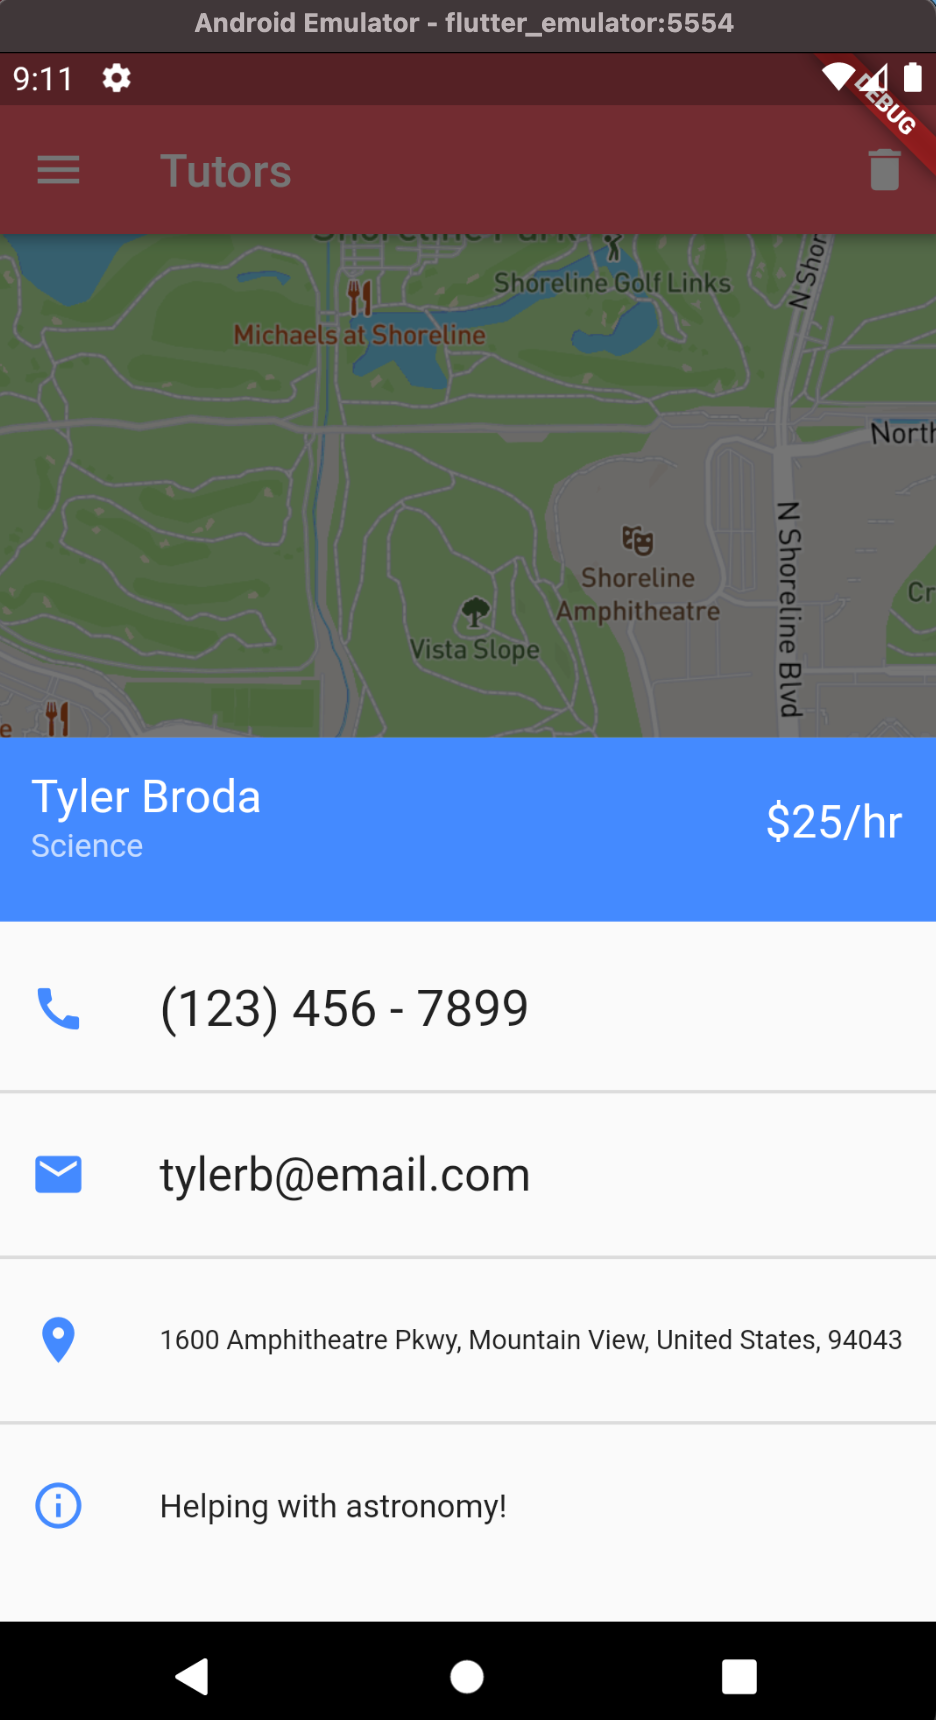 Android Emulator - flutter_emulator:5554
9:11
DEBUG
Tutors
Shoreline Park
Shoreline Golf Links
N Shor
Michaels at Shoreline
North
N Shoreline Blvd
Shoreline
Amphitheatre
Cr
Vista Slope
e
Tyler Broda
Science
$25/hr
(123) 456 - 7899
tylerb@email.com
1600 Amphitheatre Pkwy, Mountain View, United States, 94043
Helping with astronomy!